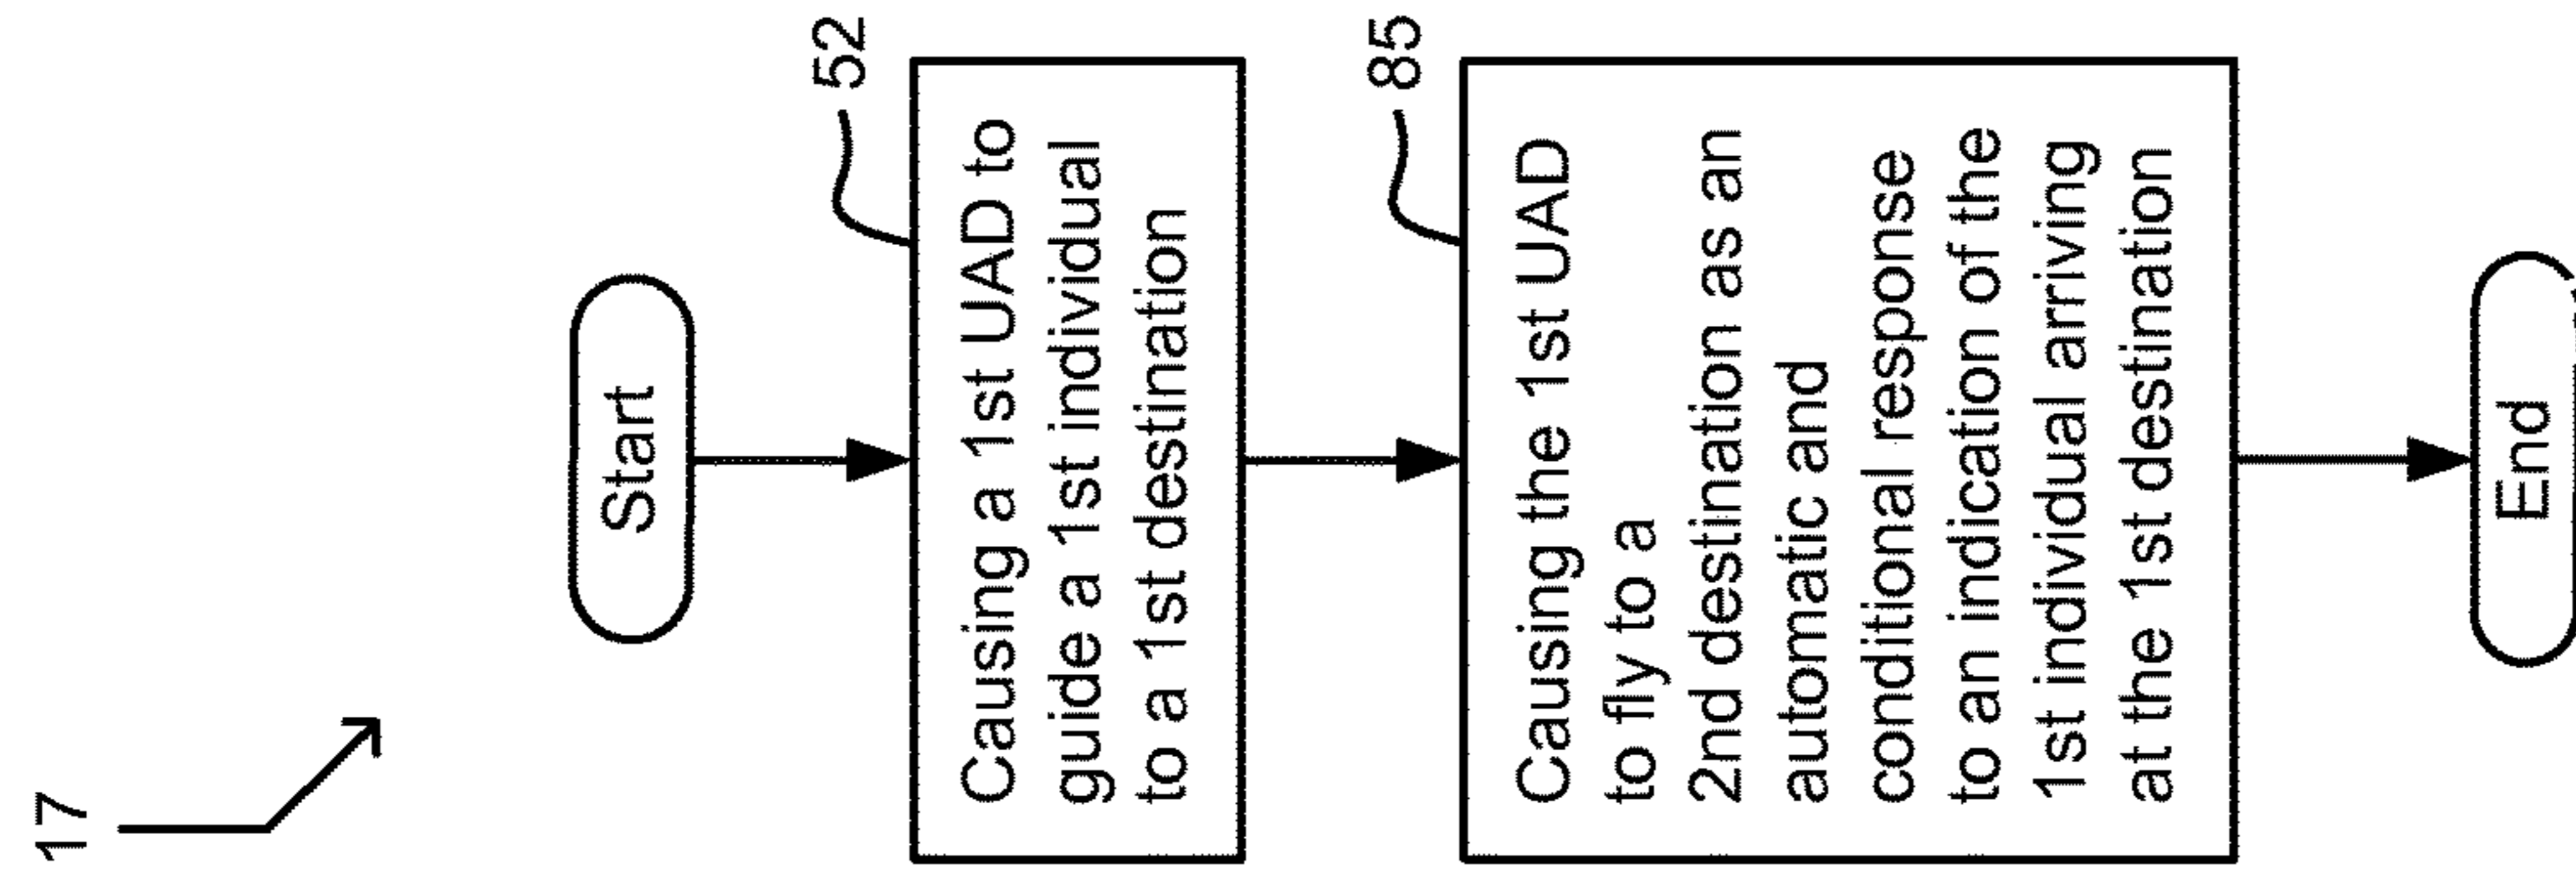 17
Start
52
Causing a 1st UAD to
guide a 1st individual
to a 1st destination
85
Causing the 1st UAD
to fly to a
2nd destination as an
automatic and
conditional response
to an indication of the
1st individual arriving
at the 1st destination
End